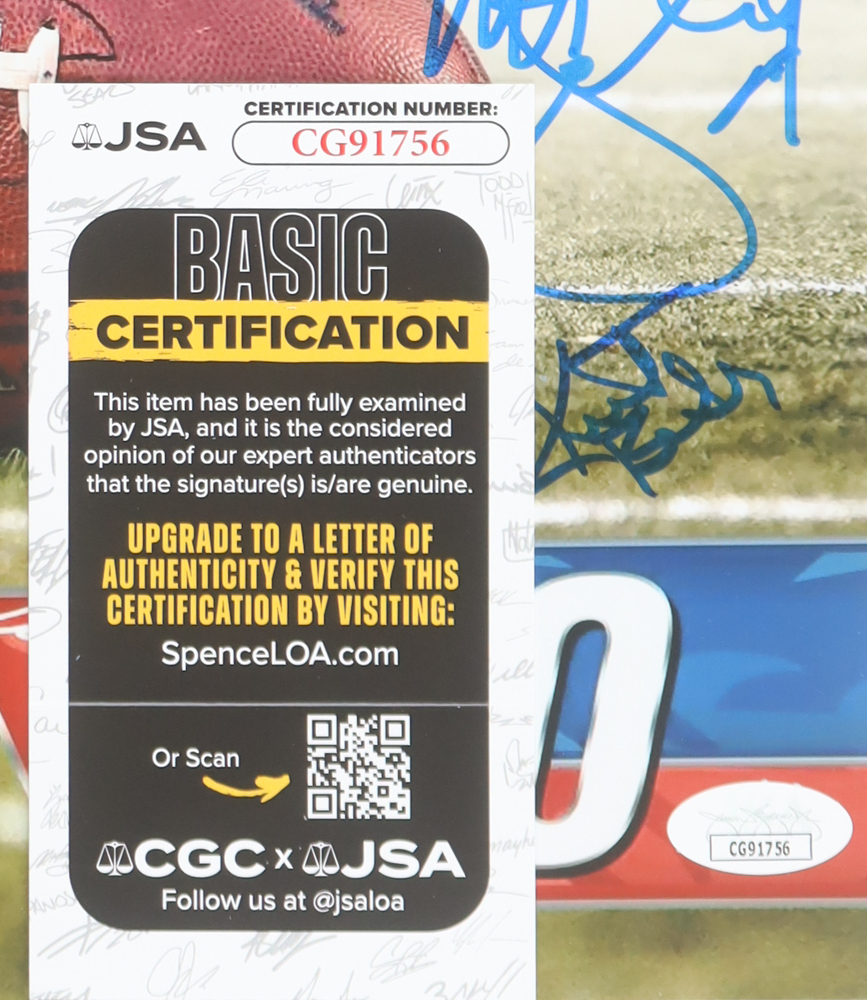 CERTIFICATION NUMBER:
JSA
CG91756
BASIC
CERTIFICATION
This item has been fully examined
by JSA, and it is the considered
opinion of our expert authenticators
that the signature(s) is/are genuine.
UPGRADE TO A LETTER OF
AUTHENTICITY & VERIFY THIS
CERTIFICATION BY VISITING:
SpenceLOA.com
Or Scan
CGC x JSA
Follow us at @jsaloa
0
CG91756